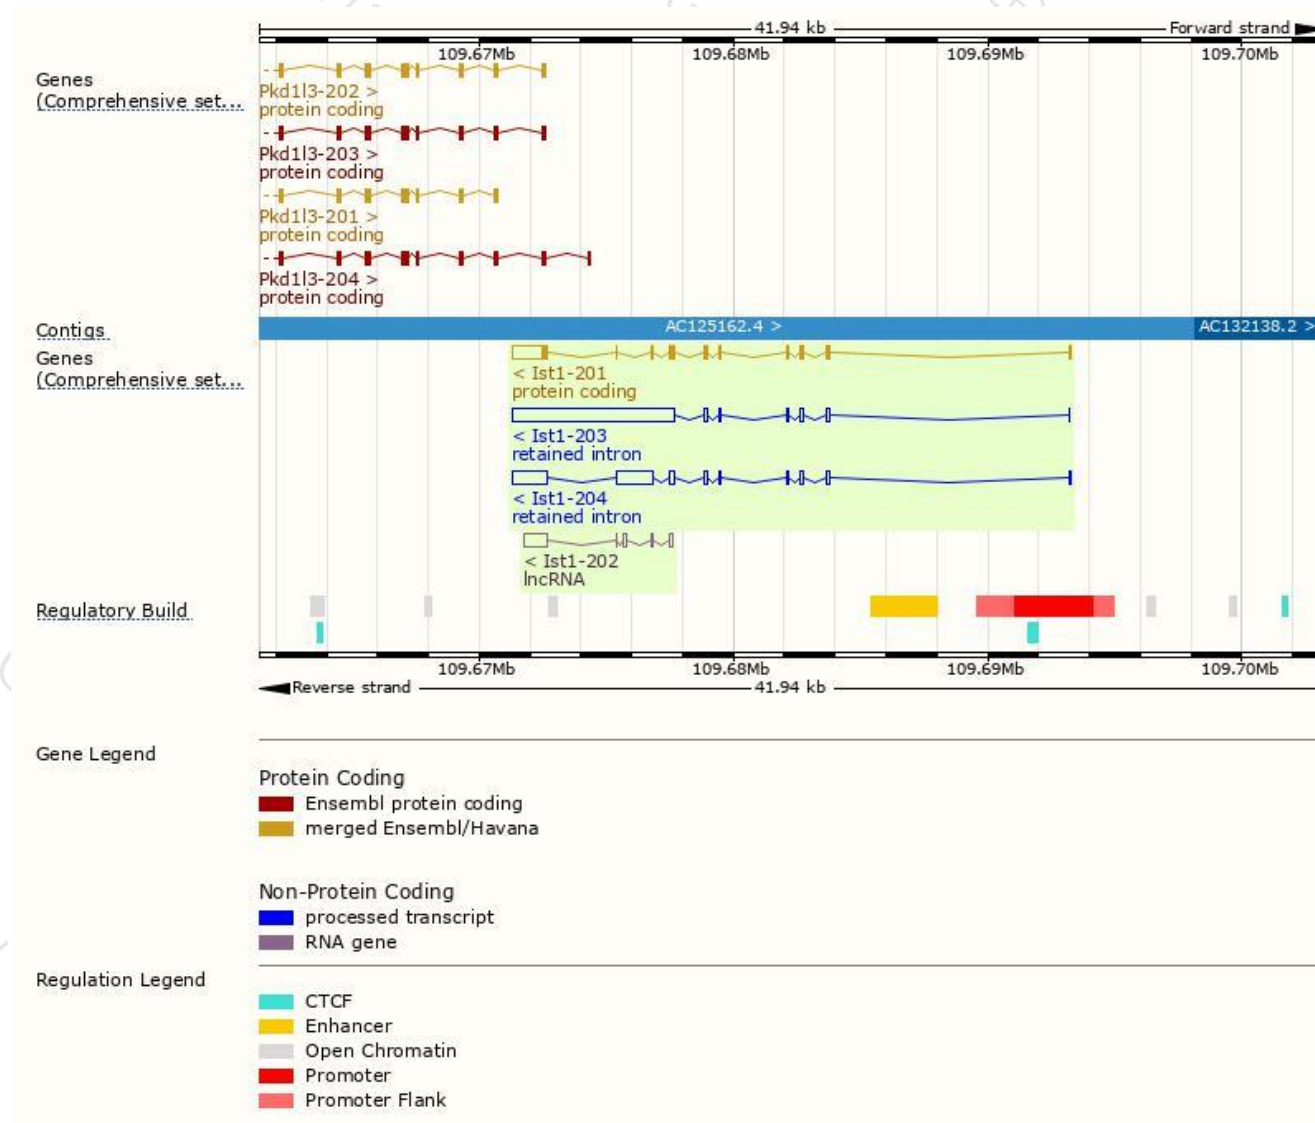 41.94 kb
Forward strand
109.67Mb 109.68Mb 109.69Mb 109.70Mb
Genes
(Comprehensive set...
Pkd1l3-202 >
protein coding
Pkd1l3-203 >
protein coding
Pkd1l3-201 >
protein coding
Pkd1l3-204 >
protein coding
Contigs
AC125162.4 >
AC132138.2 >
Genes
(Comprehensive set...
< Ist1-201
protein coding
< Ist1-203
retained intron
< Ist1-204
retained intron
< Ist1-202
lncRNA
Regulatory Build
109.67Mb 109.68Mb 109.69Mb 109.70Mb
Reverse strand
41.94 kb
Gene Legend
Protein Coding
Ensembl protein coding
merged Ensembl/Havana
Non-Protein Coding
processed transcript
RNA gene
Regulation Legend
CTCF
Enhancer
Open Chromatin
Promoter
Promoter Flank